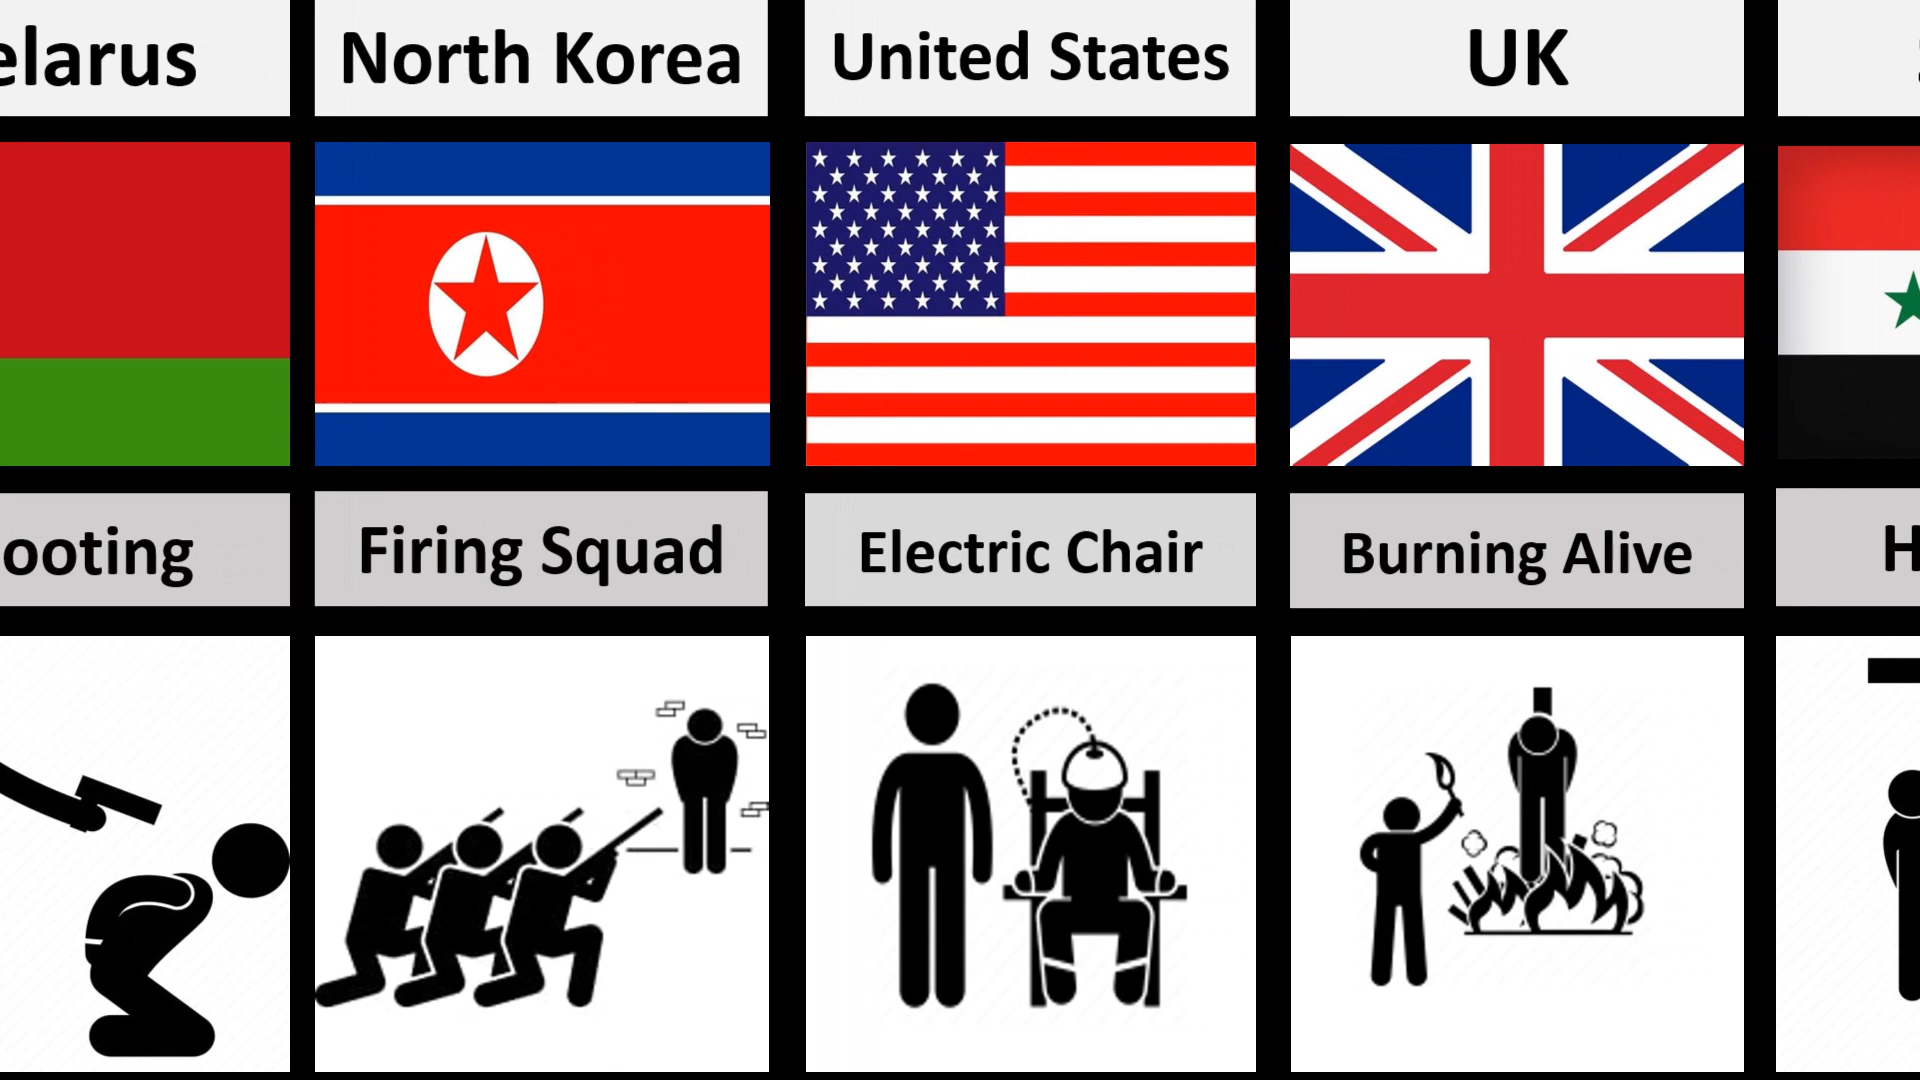 elarus
North Korea
United States
UK
ooting
Firing Squad
Electric Chair
Burning Alive
H